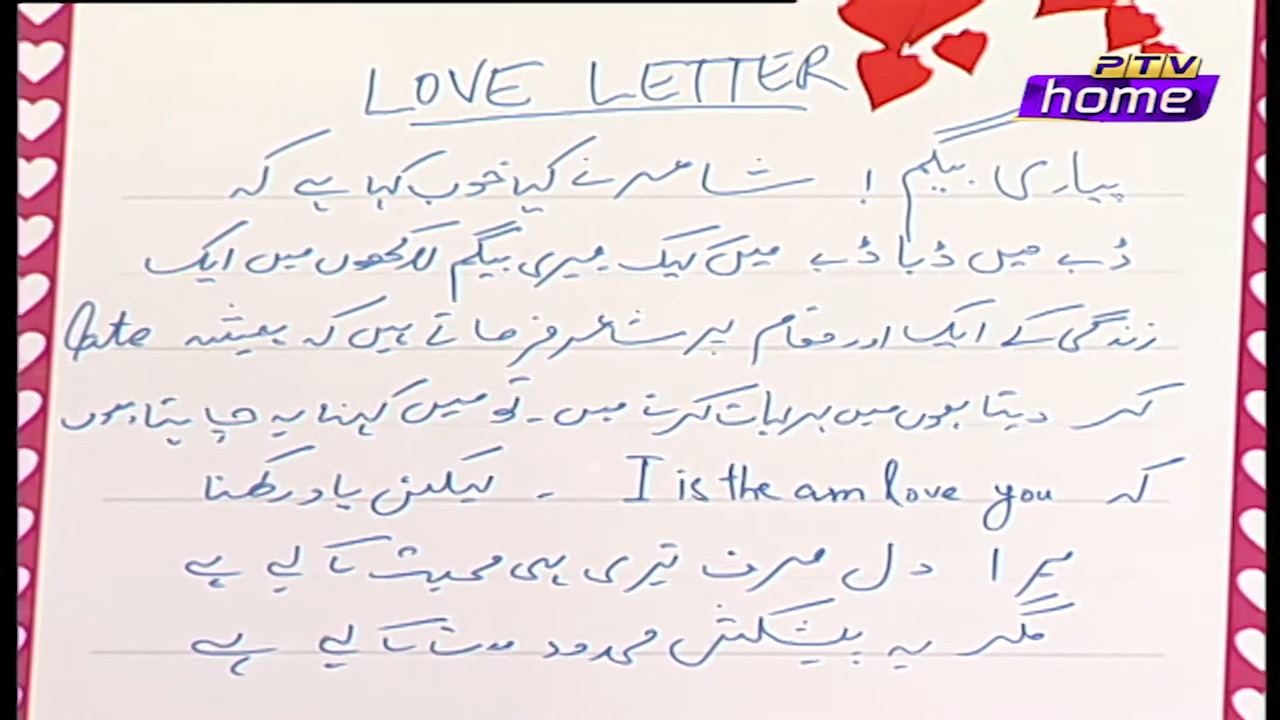 LOVE LETTER
PTV
home
پیاری بیگم! شاعر نے کیا خوب کہا ہے کہ
ڈبے میں ڈبا ڈبے میں کیک میری بیگم لاکھوں میں ایک
زندگی کے ایک اور مقام پر شاعر فرماتے ہیں کہ ہمیشہ late
کر دیتا ہوں میں ہر بات کرنے میں۔ تو میں کہنا یہ چاہتا ہوں
کہ I is the am love you ۔ لیکن یاد رکھنا
میرا دل صرف تیری ہی محبت کا لیے ہے
مگر یہ پیشکش محدود مدت کا لیے ہے